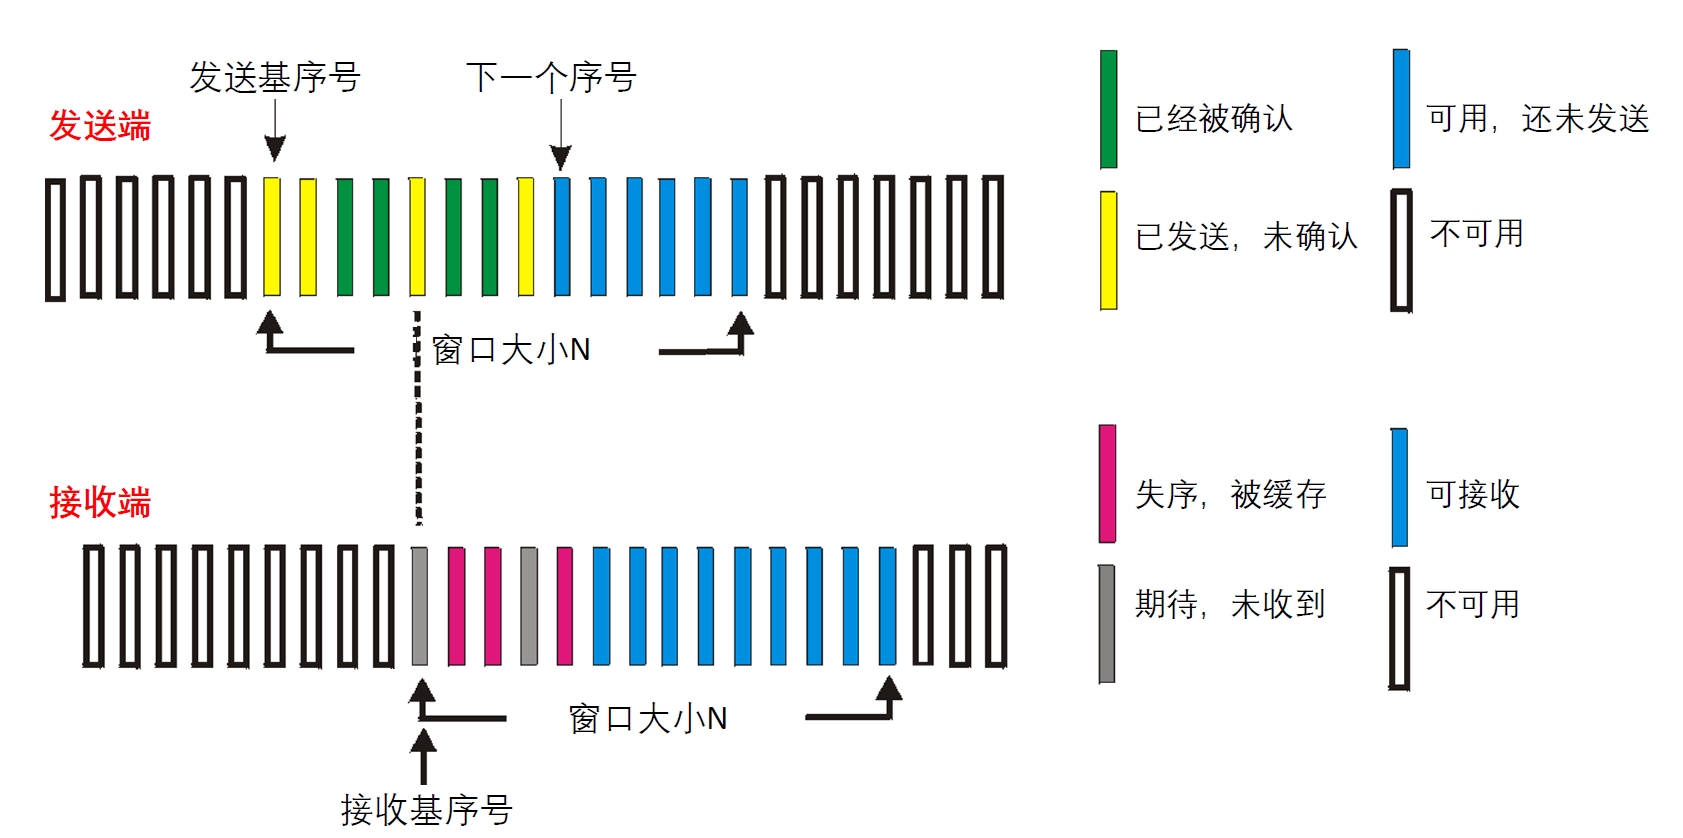 发送基序号
下一个序号
发送端
已经被确认
可用，还未发送
已发送，未确认
不可用
窗口大小N
接收端
失序，被缓存
可接收
期待，未收到
不可用
窗口大小N
接收基序号